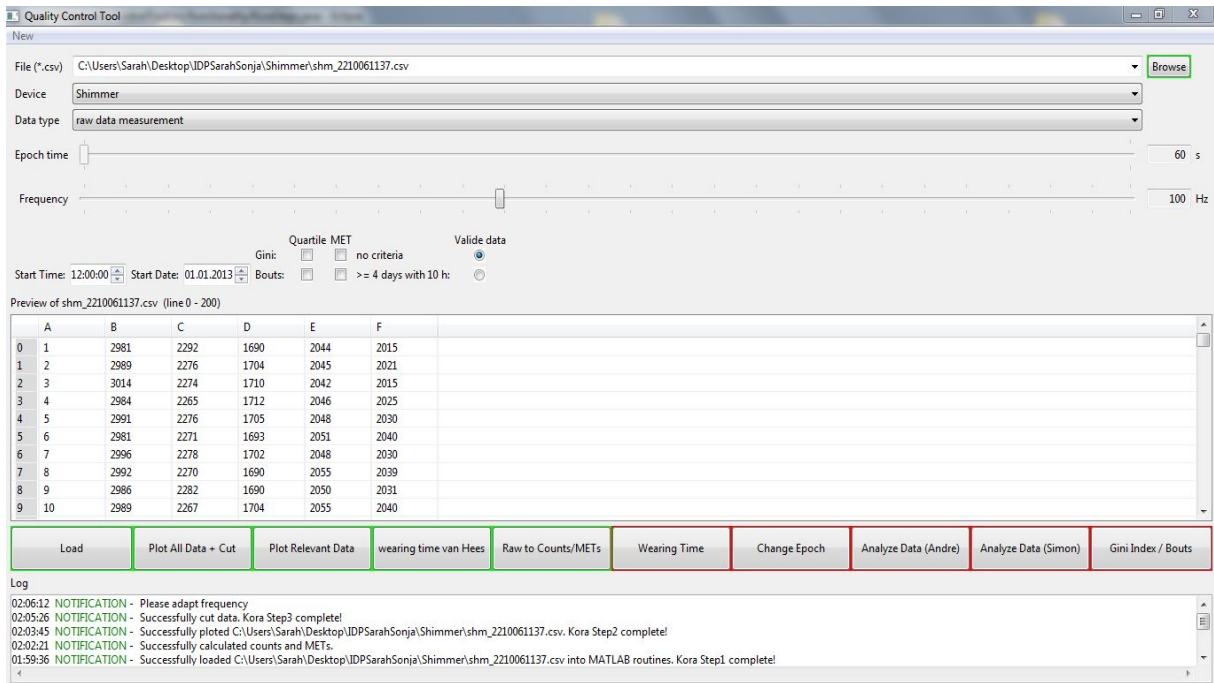 Quality Control Tool
New
File (*.csv) C:\Users\Sarah\Desktop\IDPSarahSonja\Shimmer\shm_2210061137.csv Browse
Device Shimmer
Data type raw data measurement
Epoch time 60 s
Frequency 100 Hz
Quartile MET Valide data
Gini: no criteria
Start Time: 12:00:00 Start Date: 01.01.2013 Bouts: >= 4 days with 10 h:
Preview of shm_2210061137.csv (line 0 - 200)
A B C D E F
0 1 2981 2292 1690 2044 2015
1 2 2989 2276 1704 2045 2021
2 3 3014 2274 1710 2042 2015
3 4 2984 2265 1712 2046 2025
4 5 2991 2276 1705 2048 2030
5 6 2981 2271 1693 2051 2040
6 7 2996 2278 1702 2048 2030
7 8 2992 2270 1690 2055 2039
8 9 2986 2282 1690 2050 2031
9 10 2989 2267 1704 2055 2040
Load Plot All Data + Cut Plot Relevant Data wearing time van Hees Raw to Counts/METs Wearing Time Change Epoch Analyze Data (Andre) Analyze Data (Simon) Gini Index / Bouts
Log
02:06:12 NOTIFICATION - Please adapt frequency
02:05:26 NOTIFICATION - Successfully cut data. Kora Step3 complete!
02:03:45 NOTIFICATION - Successfully ploted C:\Users\Sarah\Desktop\IDPSarahSonja\Shimmer\shm_2210061137.csv. Kora Step2 complete!
02:02:21 NOTIFICATION - Successfully calculated counts and METs.
01:59:36 NOTIFICATION - Successfully loaded C:\Users\Sarah\Desktop\IDPSarahSonja\Shimmer\shm_2210061137.csv into MATLAB routines. Kora Step1 complete!